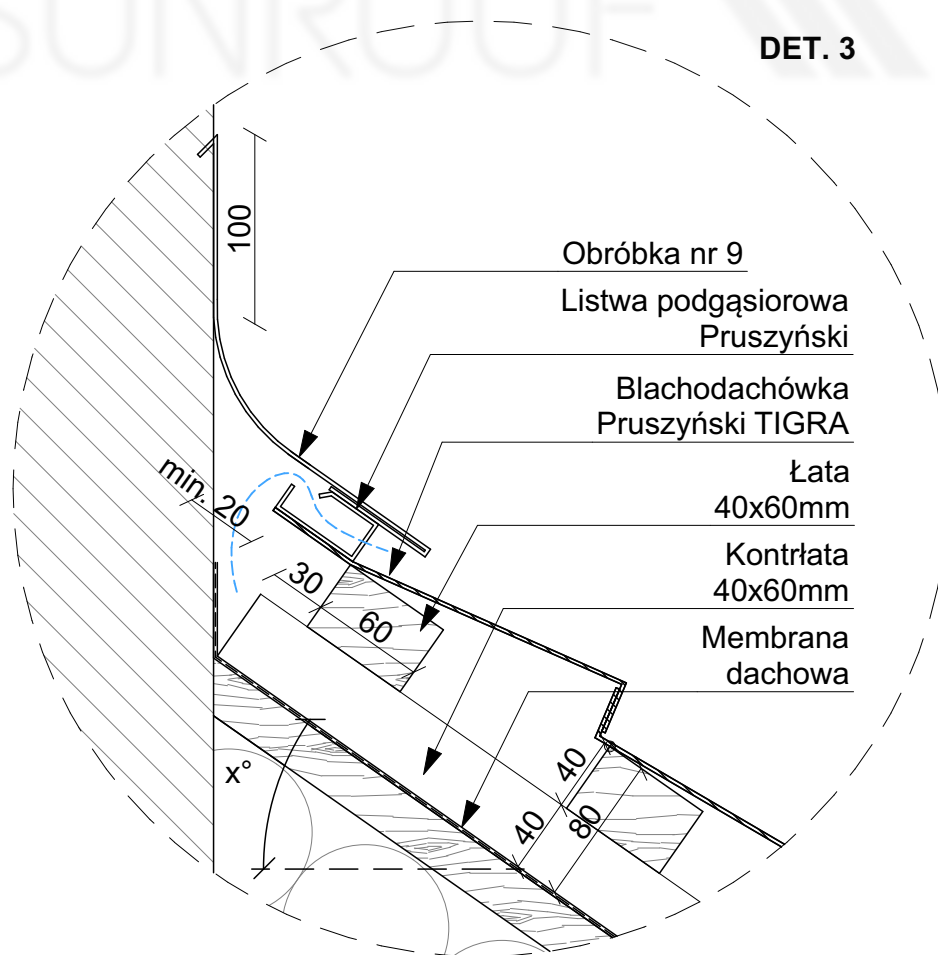 SUNROOF
DET. 3
100
Obróbka nr 9
Listwa podgąsiorowa
Pruszyński
Blachodachówka
Pruszyński TIGRA
Łata
40x60mm
Kontrłata
40x60mm
Membrana
dachowa
min. 20
30
60
x°
40
40
80